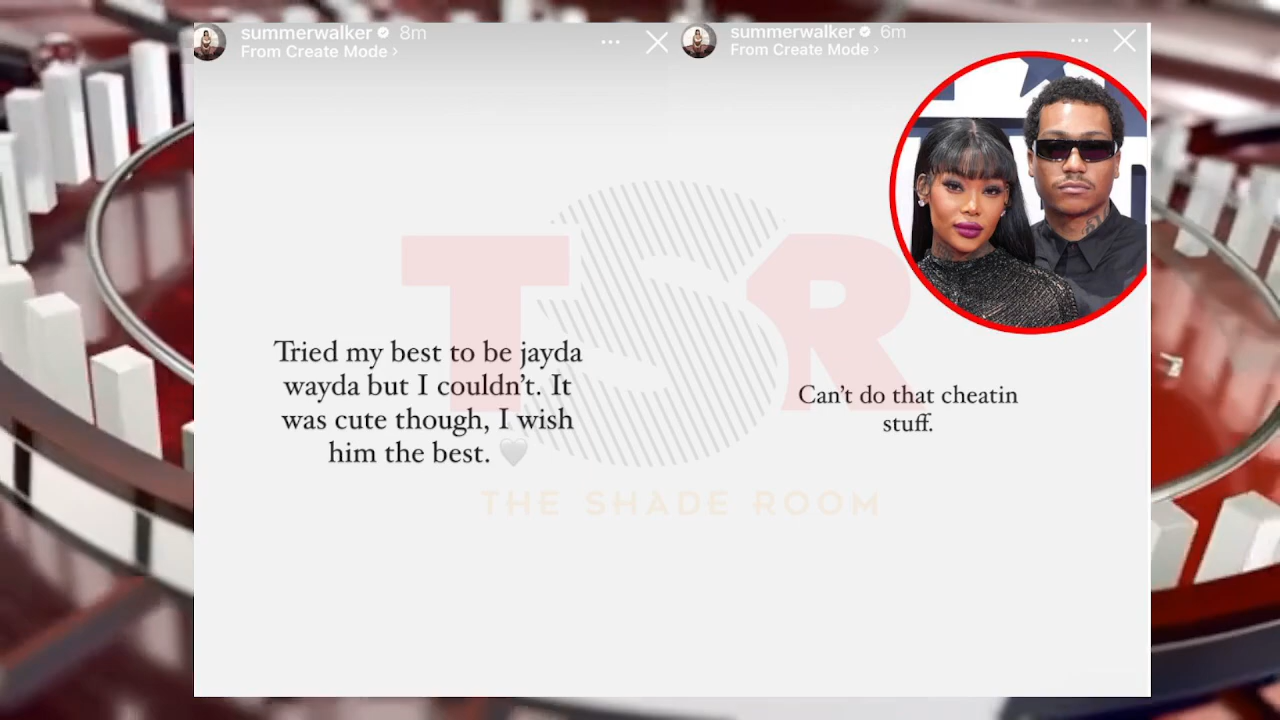 summerwalker 8m
From Create Mode >
summerwalker 6m
From Create Mode >
TSR
THE SHADE ROOM
Tried my best to be jayda
wayda but I couldn't. It
was cute though, I wish
him the best. 🤍
Can't do that cheatin
stuff.